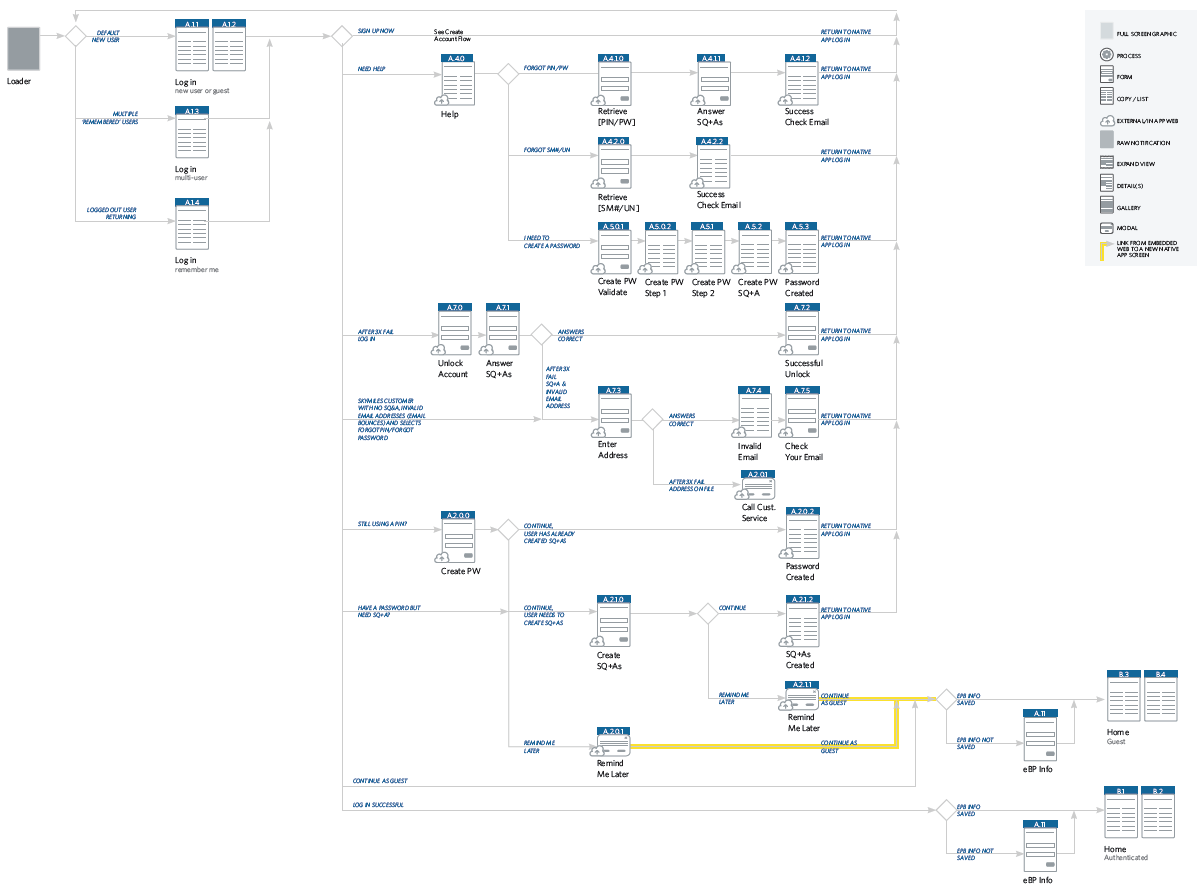 Loader
DEFAULT
NEW USER
A.1.1
A.1.2
Log in
new user or guest
MULTIPLE
'REMEMBERED' USERS
A.1.3
Log in
multi-user
LOGGED OUT USER
RETURNING
A.1.4
Log in
remember me
SIGN UP NOW
See Create
Account Flow
RETURN TO NATIVE
APP LOG IN
NEED HELP
A.4.0
Help
FORGOT PIN/PW
A.4.1.0
Retrieve
[PIN/PW]
A.4.1.1
Answer
SQ+As
A.4.1.2
Success
Check Email
RETURN TO NATIVE
APP LOG IN
FORGOT SM#/UN
A.4.2.0
Retrieve
[SM#/UN]
A.4.2.2
Success
Check Email
RETURN TO NATIVE
APP LOG IN
I NEED TO
CREATE A PASSWORD
A.5.0.1
Create PW
Validate
A.5.0.2
Create PW
Step 1
A.5.1
Create PW
Step 2
A.5.2
Create PW
SQ+A
A.5.3
Password
Created
RETURN TO NATIVE
APP LOG IN
AFTER 3X FAIL
LOG IN
A.7.0
Unlock
Account
A.7.1
Answer
SQ+As
ANSWERS
CORRECT
A.7.2
Successful
Unlock
RETURN TO NATIVE
APP LOG IN
AFTER 3X
FAIL
SQ+A &
INVALID
EMAIL
ADDRESS
SKYMILES CUSTOMER
WITH NO SQ&A, INVALID
EMAIL ADDRESSES (EMAIL
BOUNCES) AND SELECTS
FORGOT PIN/FORGOT
PASSWORD
A.7.3
Enter
Address
ANSWERS
CORRECT
A.7.4
Invalid
Email
A.7.5
Check
Your Email
RETURN TO NATIVE
APP LOG IN
AFTER 3X FAIL
ADDRESS ON FILE
A.2.0.1
Call Cust.
Service
STILL USING A PIN?
A.2.0.0
Create PW
CONTINUE,
USER HAS ALREADY
CREATED SQ+AS
A.2.0.2
Password
Created
RETURN TO NATIVE
APP LOG IN
HAVE A PASSWORD BUT
NEED SQ+A?
CONTINUE,
USER NEEDS TO
CREATE SQ+AS
A.2.1.0
Create
SQ+As
CONTINUE
A.2.1.2
SQ+As
Created
RETURN TO NATIVE
APP LOG IN
REMIND ME
LATER
A.2.1.1
Remind
Me Later
CONTINUE
AS GUEST
REMIND ME
LATER
A.2.0.1
Remind
Me Later
CONTINUE AS
GUEST
CONTINUE AS GUEST
LOG IN SUCCESSFUL
EPB INFO
SAVED
EPB INFO NOT
SAVED
A.11
eBP Info
B.3
B.4
Home
Guest
EPB INFO
SAVED
EPB INFO NOT
SAVED
A.11
eBP Info
B.1
B.2
Home
Authenticated
FULL SCREEN GRAPHIC
PROCESS
FORM
COPY / LIST
EXTERNAL/IN APP WEB
RAW NOTIFICATION
EXPAND VIEW
DETAIL(S)
GALLERY
MODAL
LINK FROM EMBEDDED
WEB TO A NEW NATIVE
APP SCREEN